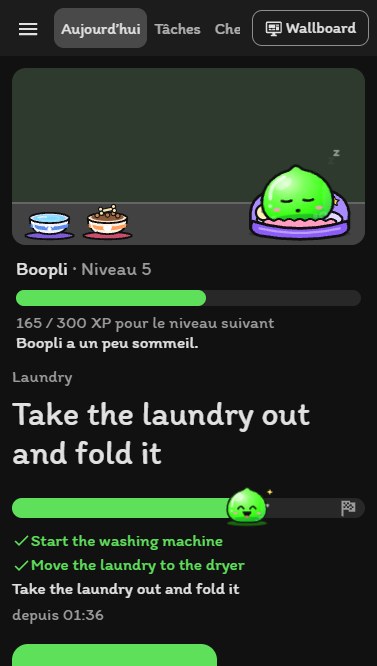 Aujourd'hui Tâches Che Wallboard
z
Boopli · Niveau 5
165 / 300 XP pour le niveau suivant
Boopli a un peu sommeil.
Laundry
Take the laundry out
and fold it
Start the washing machine
Move the laundry to the dryer
Take the laundry out and fold it
depuis 01:36